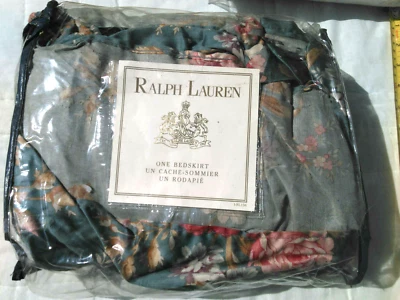 RALPH LAUREN
ONE BEDSKIRT
UN CACHE-SOMMIER
UN RODAPIÉ